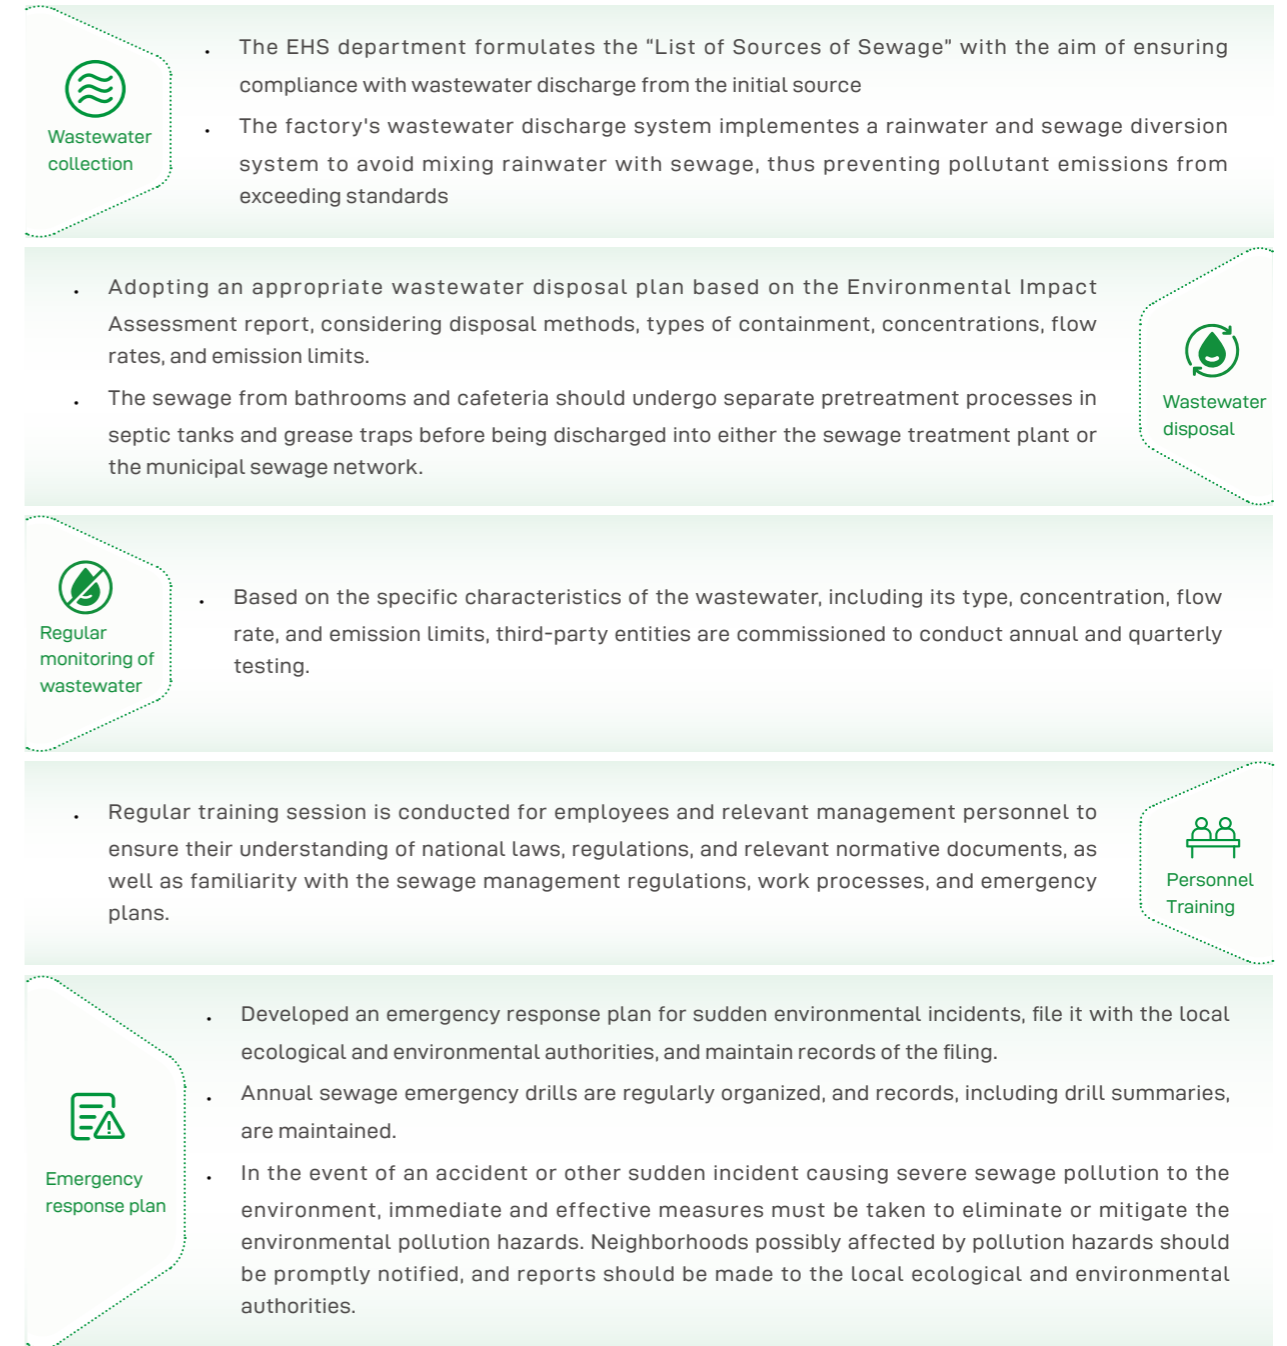 Wastewater
collection
. The EHS department formulates the “List of Sources of Sewage” with the aim of ensuring
compliance with wastewater discharge from the initial source
. The factory's wastewater discharge system implementes a rainwater and sewage diversion
system to avoid mixing rainwater with sewage, thus preventing pollutant emissions from
exceeding standards
. Adopting an appropriate wastewater disposal plan based on the Environmental Impact
Assessment report, considering disposal methods, types of containment, concentrations, flow
rates, and emission limits.
. The sewage from bathrooms and cafeteria should undergo separate pretreatment processes in
septic tanks and grease traps before being discharged into either the sewage treatment plant or
the municipal sewage network.
Wastewater
disposal
Regular
monitoring of
wastewater
. Based on the specific characteristics of the wastewater, including its type, concentration, flow
rate, and emission limits, third-party entities are commissioned to conduct annual and quarterly
testing.
. Regular training session is conducted for employees and relevant management personnel to
ensure their understanding of national laws, regulations, and relevant normative documents, as
well as familiarity with the sewage management regulations, work processes, and emergency
plans.
Personnel
Training
Emergency
response plan
. Developed an emergency response plan for sudden environmental incidents, file it with the local
ecological and environmental authorities, and maintain records of the filing.
. Annual sewage emergency drills are regularly organized, and records, including drill summaries,
are maintained.
. In the event of an accident or other sudden incident causing severe sewage pollution to the
environment, immediate and effective measures must be taken to eliminate or mitigate the
environmental pollution hazards. Neighborhoods possibly affected by pollution hazards should
be promptly notified, and reports should be made to the local ecological and environmental
authorities.